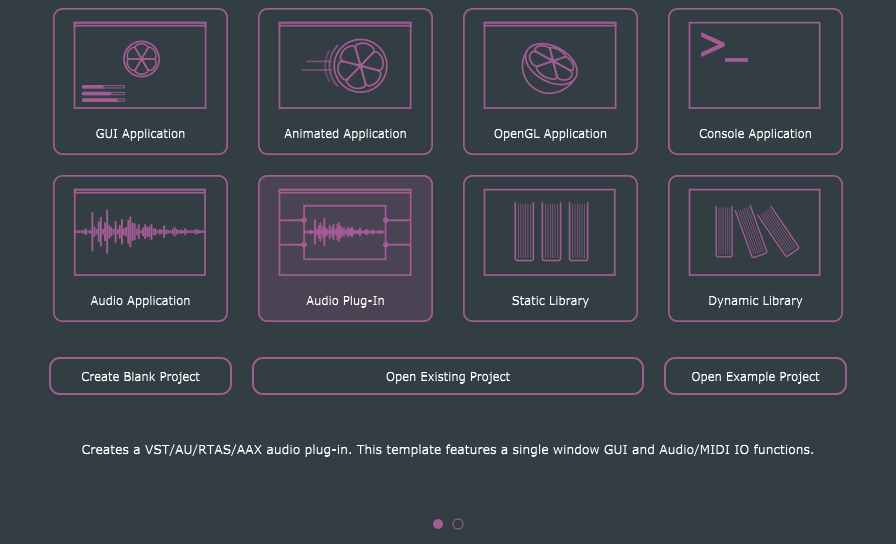 >_
GUI Application
Animated Application
OpenGL Application
Console Application
Audio Application
Audio Plug-In
Static Library
Dynamic Library
Create Blank Project
Open Existing Project
Open Example Project
Creates a VST/AU/RTAS/AAX audio plug-in. This template features a single window GUI and Audio/MIDI IO functions.